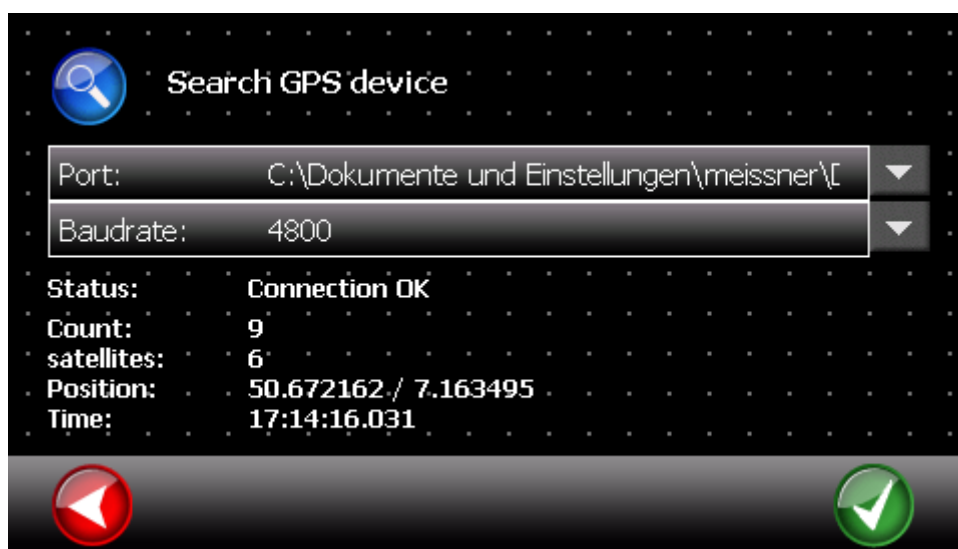 Search GPS device
Port: C:\Dokumente und Einstellungen\meissner\
Baudrate: 4800
Status: Connection OK
Count: 9
satellites: 6
Position: 50.672162 / 7.163495
Time: 17:14:16.031